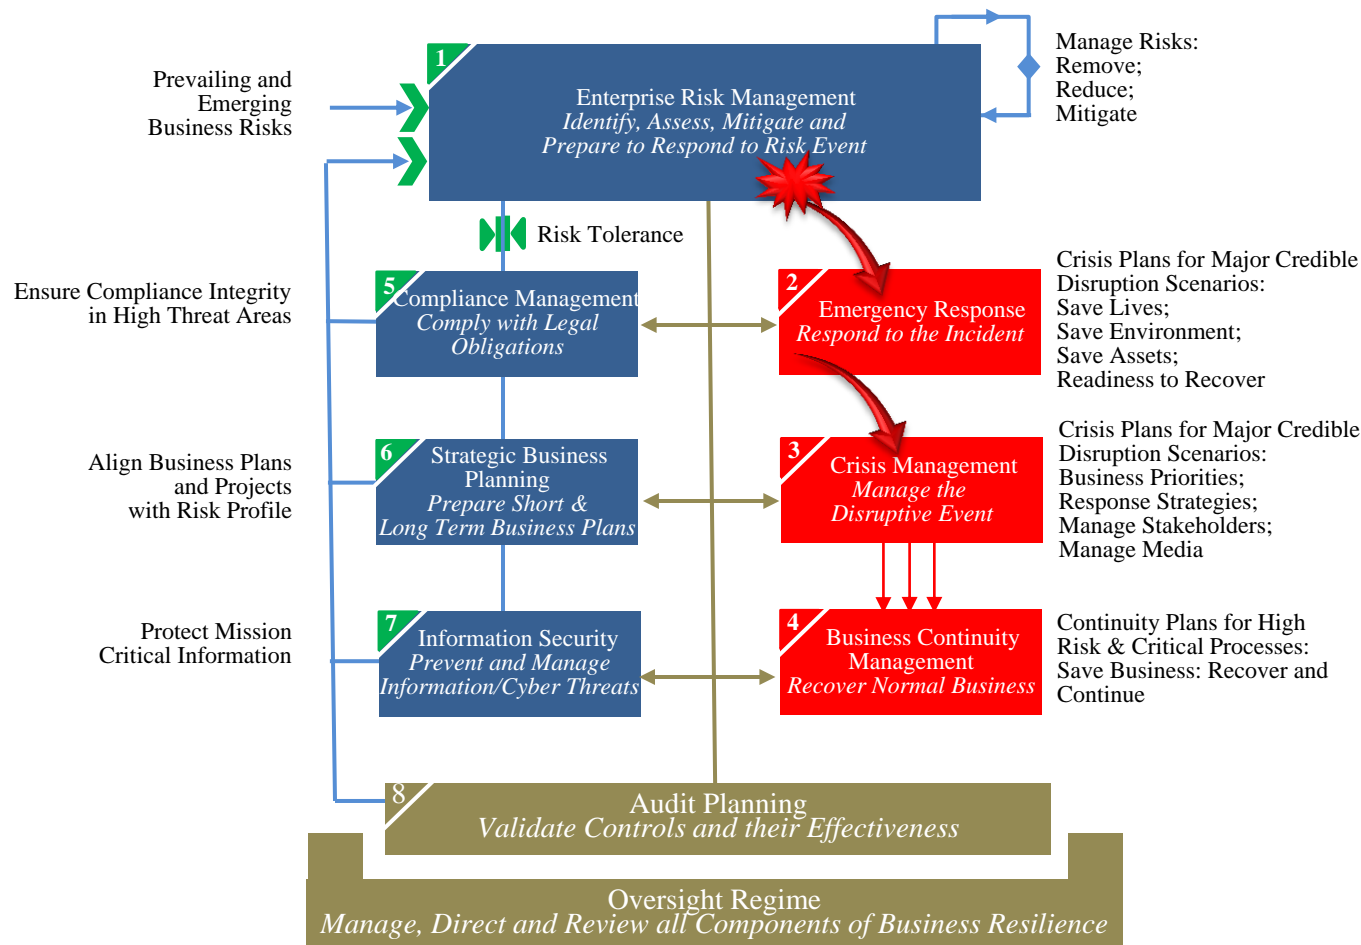 1
Enterprise Risk Management
Identify, Assess, Mitigate and
Prepare to Respond to Risk Event
Prevailing and
Emerging
Business Risks
Manage Risks:
Remove;
Reduce;
Mitigate
Risk Tolerance
Ensure Compliance Integrity
in High Threat Areas
5
Compliance Management
Comply with Legal
Obligations
2
Emergency Response
Respond to the Incident
Crisis Plans for Major Credible
Disruption Scenarios:
Save Lives;
Save Environment;
Save Assets;
Readiness to Recover
Align Business Plans
and Projects
with Risk Profile
6
Strategic Business
Planning
Prepare Short &
Long Term Business Plans
3
Crisis Management
Manage the
Disruptive Event
Crisis Plans for Major Credible
Disruption Scenarios:
Business Priorities;
Response Strategies;
Manage Stakeholders;
Manage Media
Protect Mission
Critical Information
7
Information Security
Prevent and Manage
Information/Cyber Threats
4
Business Continuity
Management
Recover Normal Business
Continuity Plans for High
Risk & Critical Processes:
Save Business: Recover and
Continue
8
Audit Planning
Validate Controls and their Effectiveness
Oversight Regime
Manage, Direct and Review all Components of Business Resilience